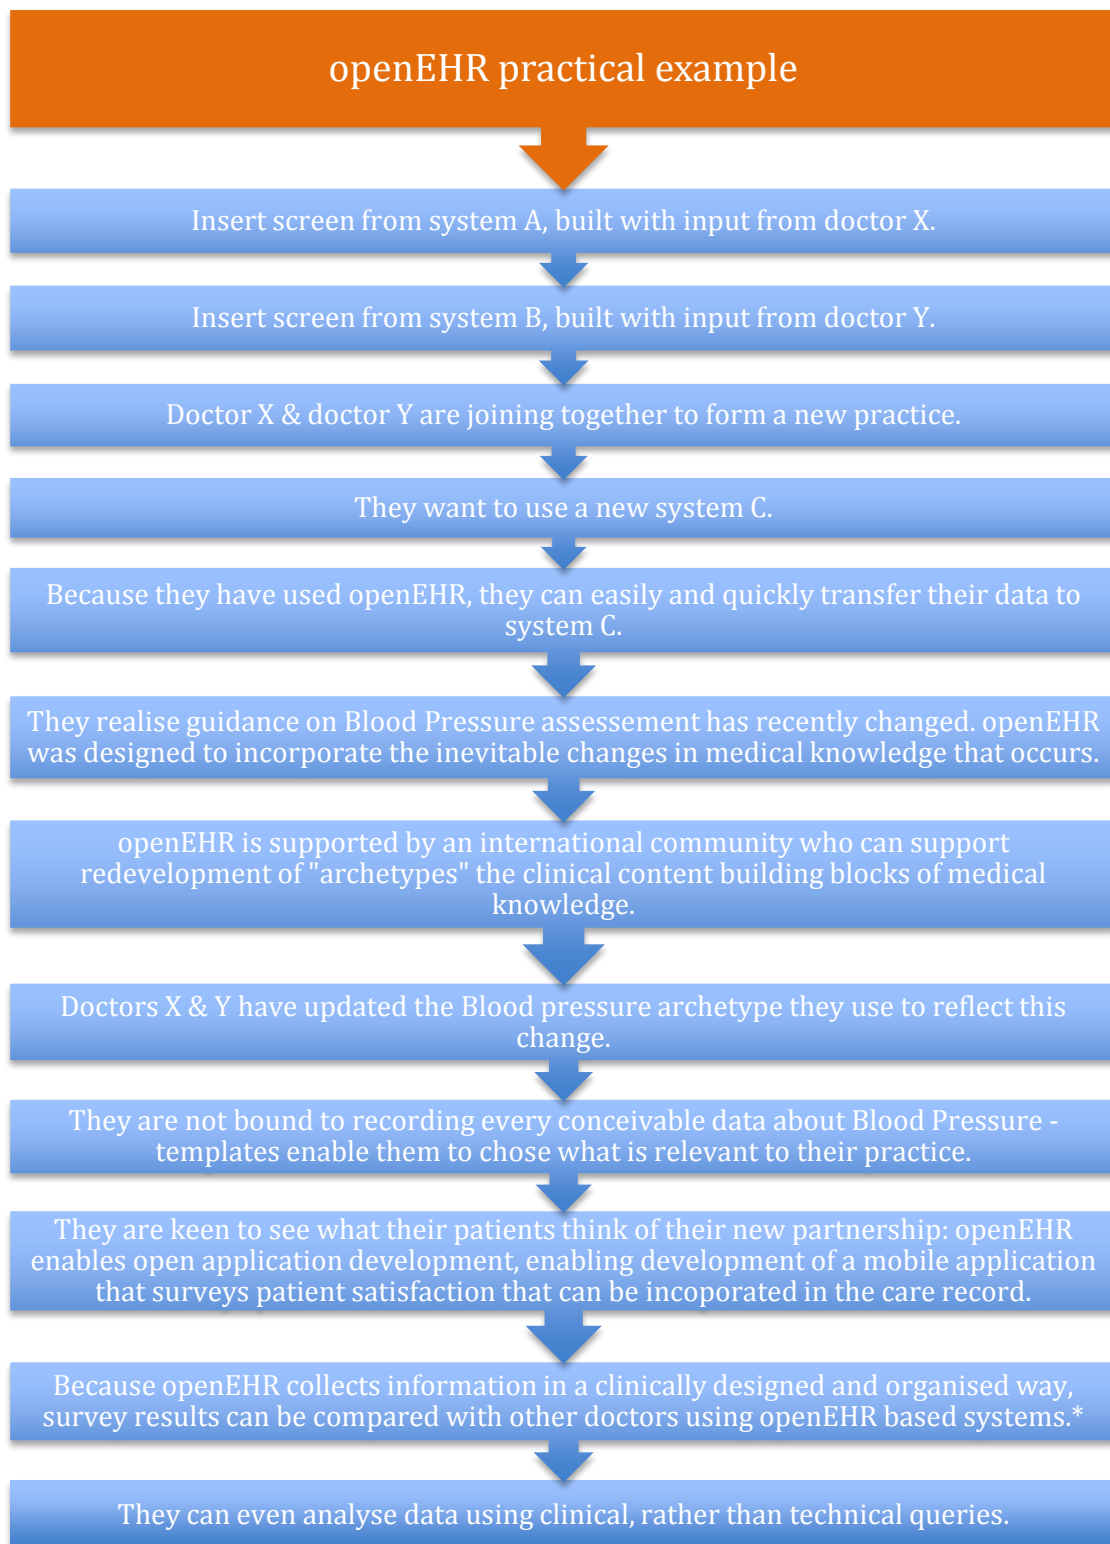 openEHR practical example
Insert screen from system A, built with input from doctor X.
Insert screen from system B, built with input from doctor Y.
Doctor X & doctor Y are joining together to form a new practice.
They want to use a new system C.
Because they have used openEHR, they can easily and quickly transfer their data to
system C.
They realise guidance on Blood Pressure assessement has recently changed. openEHR
was designed to incorporate the inevitable changes in medical knowledge that occurs.
openEHR is supported by an international community who can support
redevelopment of "archetypes" the clinical content building blocks of medical
knowledge.
Doctors X & Y have updated the Blood pressure archetype they use to reflect this
change.
They are not bound to recording every conceivable data about Blood Pressure -
templates enable them to chose what is relevant to their practice.
They are keen to see what their patients think of their new partnership: openEHR
enables open application development, enabling development of a mobile application
that surveys patient satisfaction that can be incoporated in the care record.
Because openEHR collects information in a clinically designed and organised way,
survey results can be compared with other doctors using openEHR based systems.*
They can even analyse data using clinical, rather than technical queries.